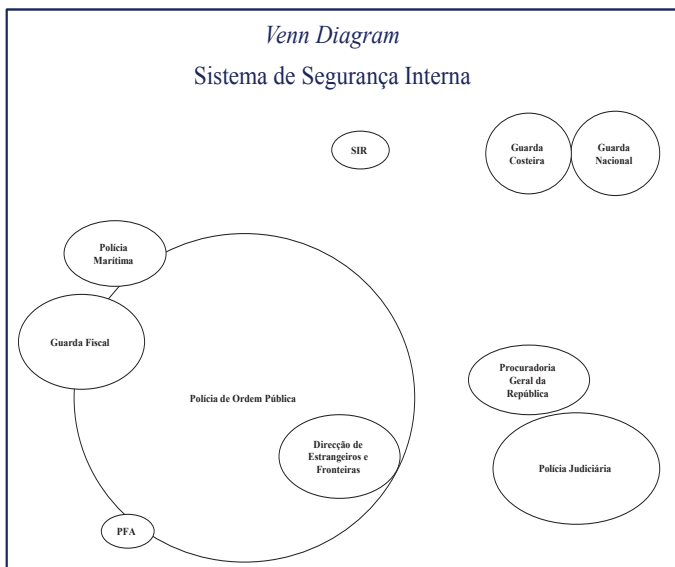 Venn Diagram
Sistema de Segurança Interna
SIR
Guarda
Costeira
Guarda
Nacional
Polícia
Marítima
Guarda Fiscal
Procuradoria
Geral da
República
Polícia de Ordem Pública
Direcção de
Estrangeiros e
Fronteiras
Polícia Judiciária
PFA